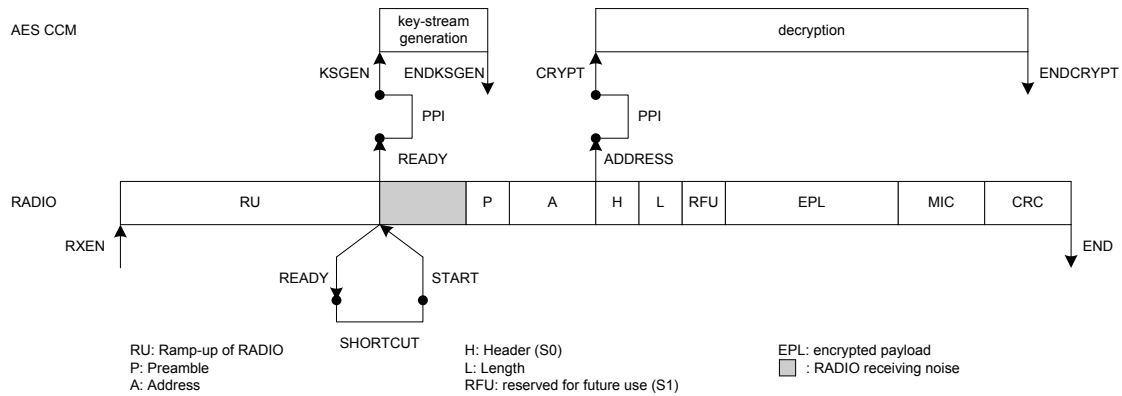 AES CCM
key-stream
generation
decryption
KSGEN
ENDKSGEN
CRYPT
ENDCRYPT
PPI
PPI
READY
ADDRESS
RADIO
RU
P
A
H
L
RFU
EPL
MIC
CRC
RXEN
END
READY
START
SHORTCUT
RU: Ramp-up of RADIO
P: Preamble
A: Address
H: Header (S0)
L: Length
RFU: reserved for future use (S1)
EPL: encrypted payload
: RADIO receiving noise